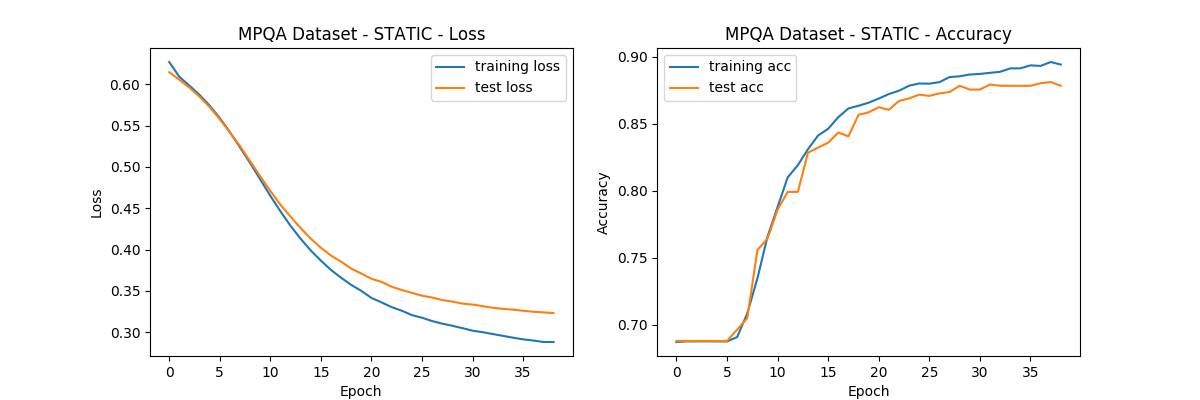 MPQA Dataset - STATIC - Loss
training loss
test loss
0.60
0.55
0.50
0.45
0.40
0.35
0.30
Loss
0 5 10 15 20 25 30 35
Epoch
MPQA Dataset - STATIC - Accuracy
training acc
test acc
0.90
0.85
0.80
0.75
0.70
Accuracy
0 5 10 15 20 25 30 35
Epoch